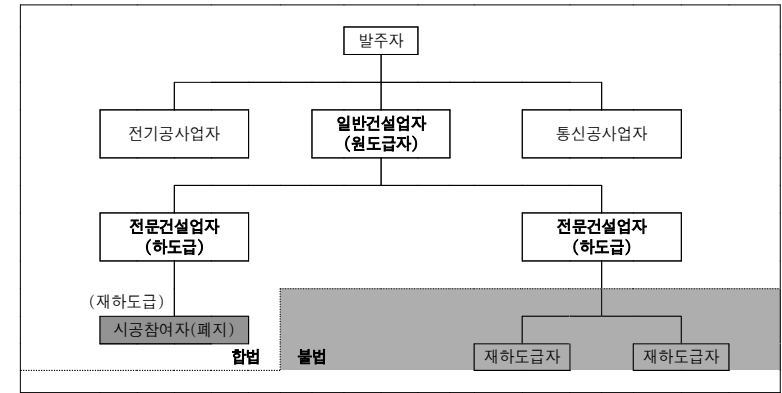 발주자
전기공사업자
일반건설업자
(원도급자)
통신공사업자
전문건설업자
(하도급)
전문건설업자
(하도급)
(재하도급)
시공참여자(폐지)
합법
불법
재하도급자
재하도급자